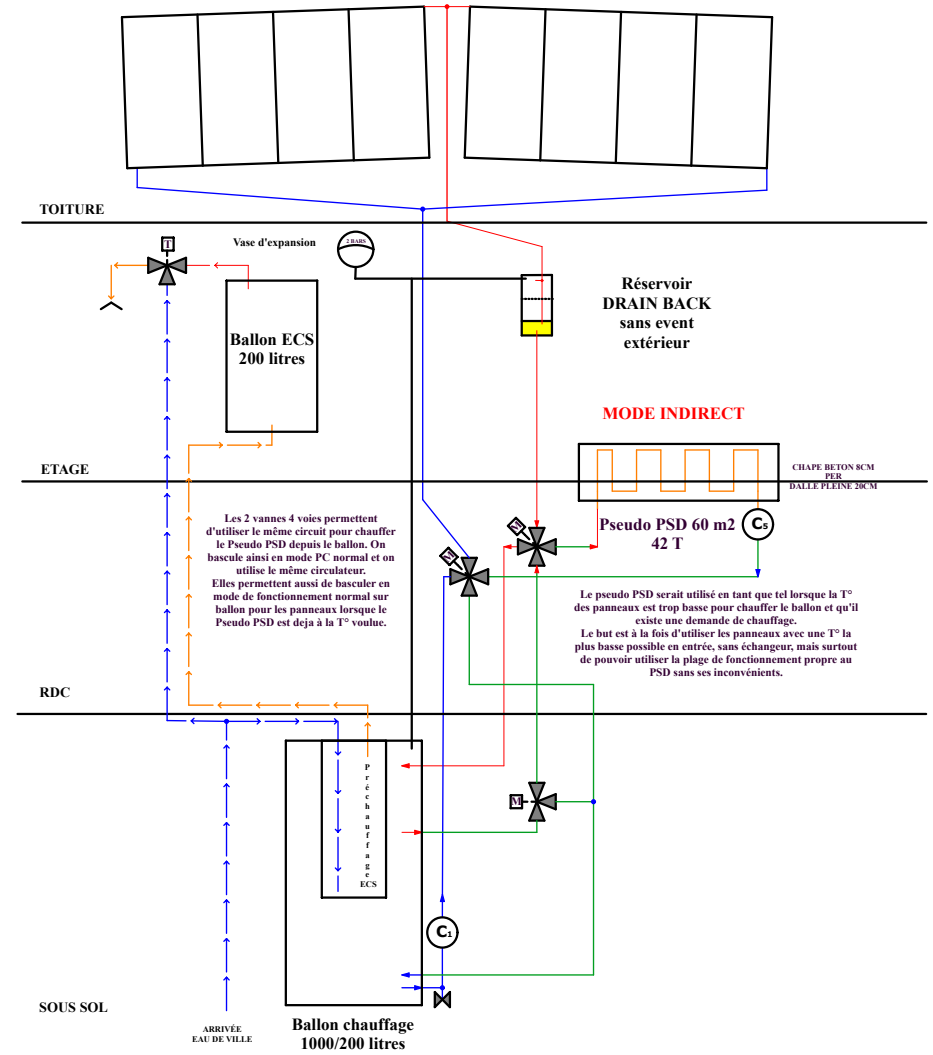 TOITURE
T
Vase d'expansion
2 BARS
Réservoir
DRAIN BACK
sans event
extérieur
Ballon ECS
200 litres
MODE INDIRECT
ETAGE
CHAPE BETON 8CM
PER
DALLE PLEINE 20CM
Les 2 vannes 4 voies permettent
d'utiliser le même circuit pour chauffer
le Pseudo PSD depuis le ballon. On
bascule ainsi en mode PC normal et on
utilise le même circulateur.
Elles permettent aussi de basculer en
mode de fonctionnement normal sur
ballon pour les panneaux lorsque le
Pseudo PSD est deja à la T° voulue.
M
M
Pseudo PSD 60 m2
42 T
C5
Le pseudo PSD serait utilisé en tant que tel lorsque la T°
des panneaux est trop basse pour chauffer le ballon et qu'il
existe une demande de chauffage.
Le but est à la fois d'utiliser les panneaux avec une T° la
plus basse possible en entrée, sans échangeur, mais surtout
de pouvoir utiliser la plage de fonctionnement propre au
PSD sans ses inconvénients.
RDC
Préchauffage
ECS
M
C1
SOUS SOL
ARRIVÉE
EAU DE VILLE
Ballon chauffage
1000/200 litres